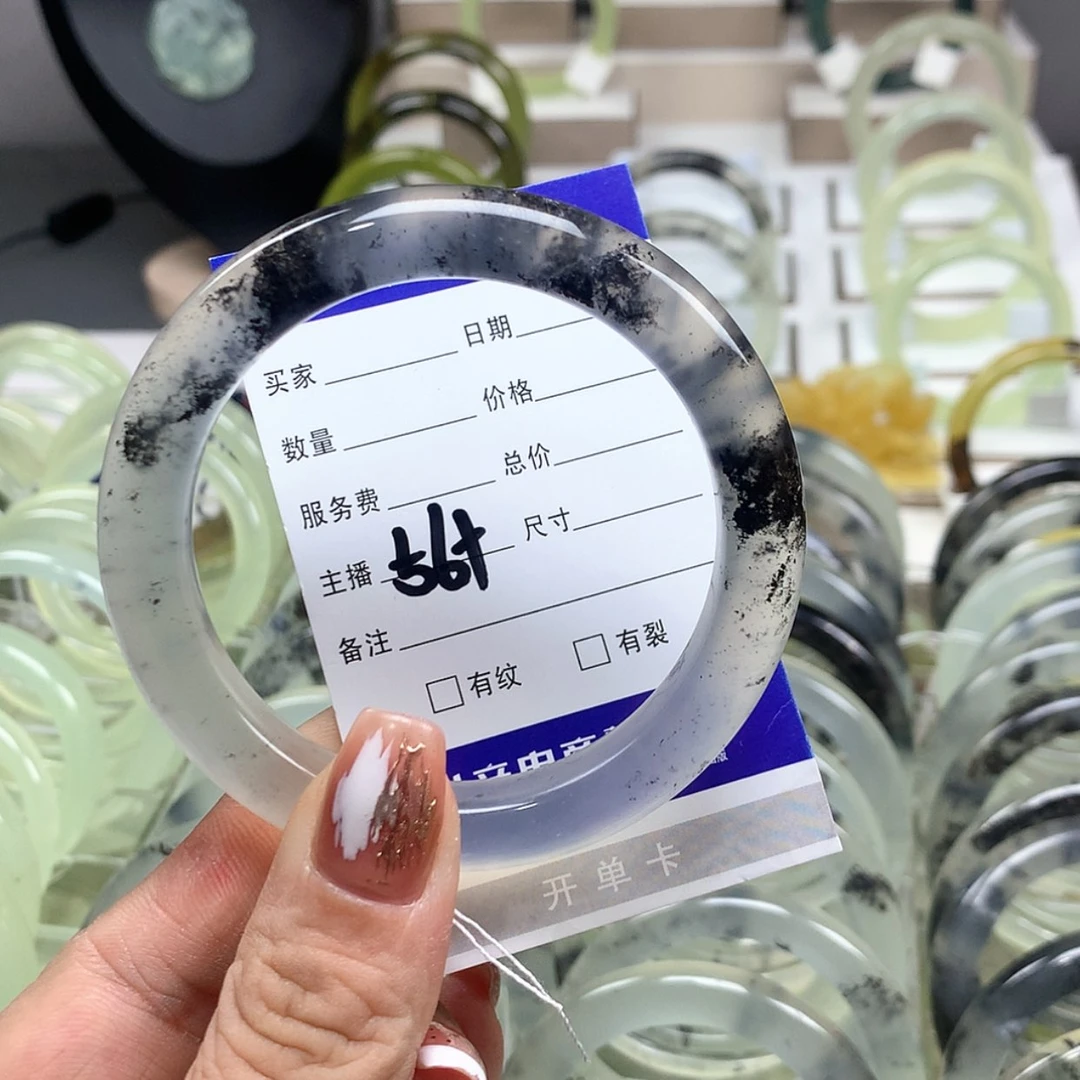 买家 日期
数量 价格
服务费 总价
主播 56+ 尺寸
备注
有纹 有裂
开单卡